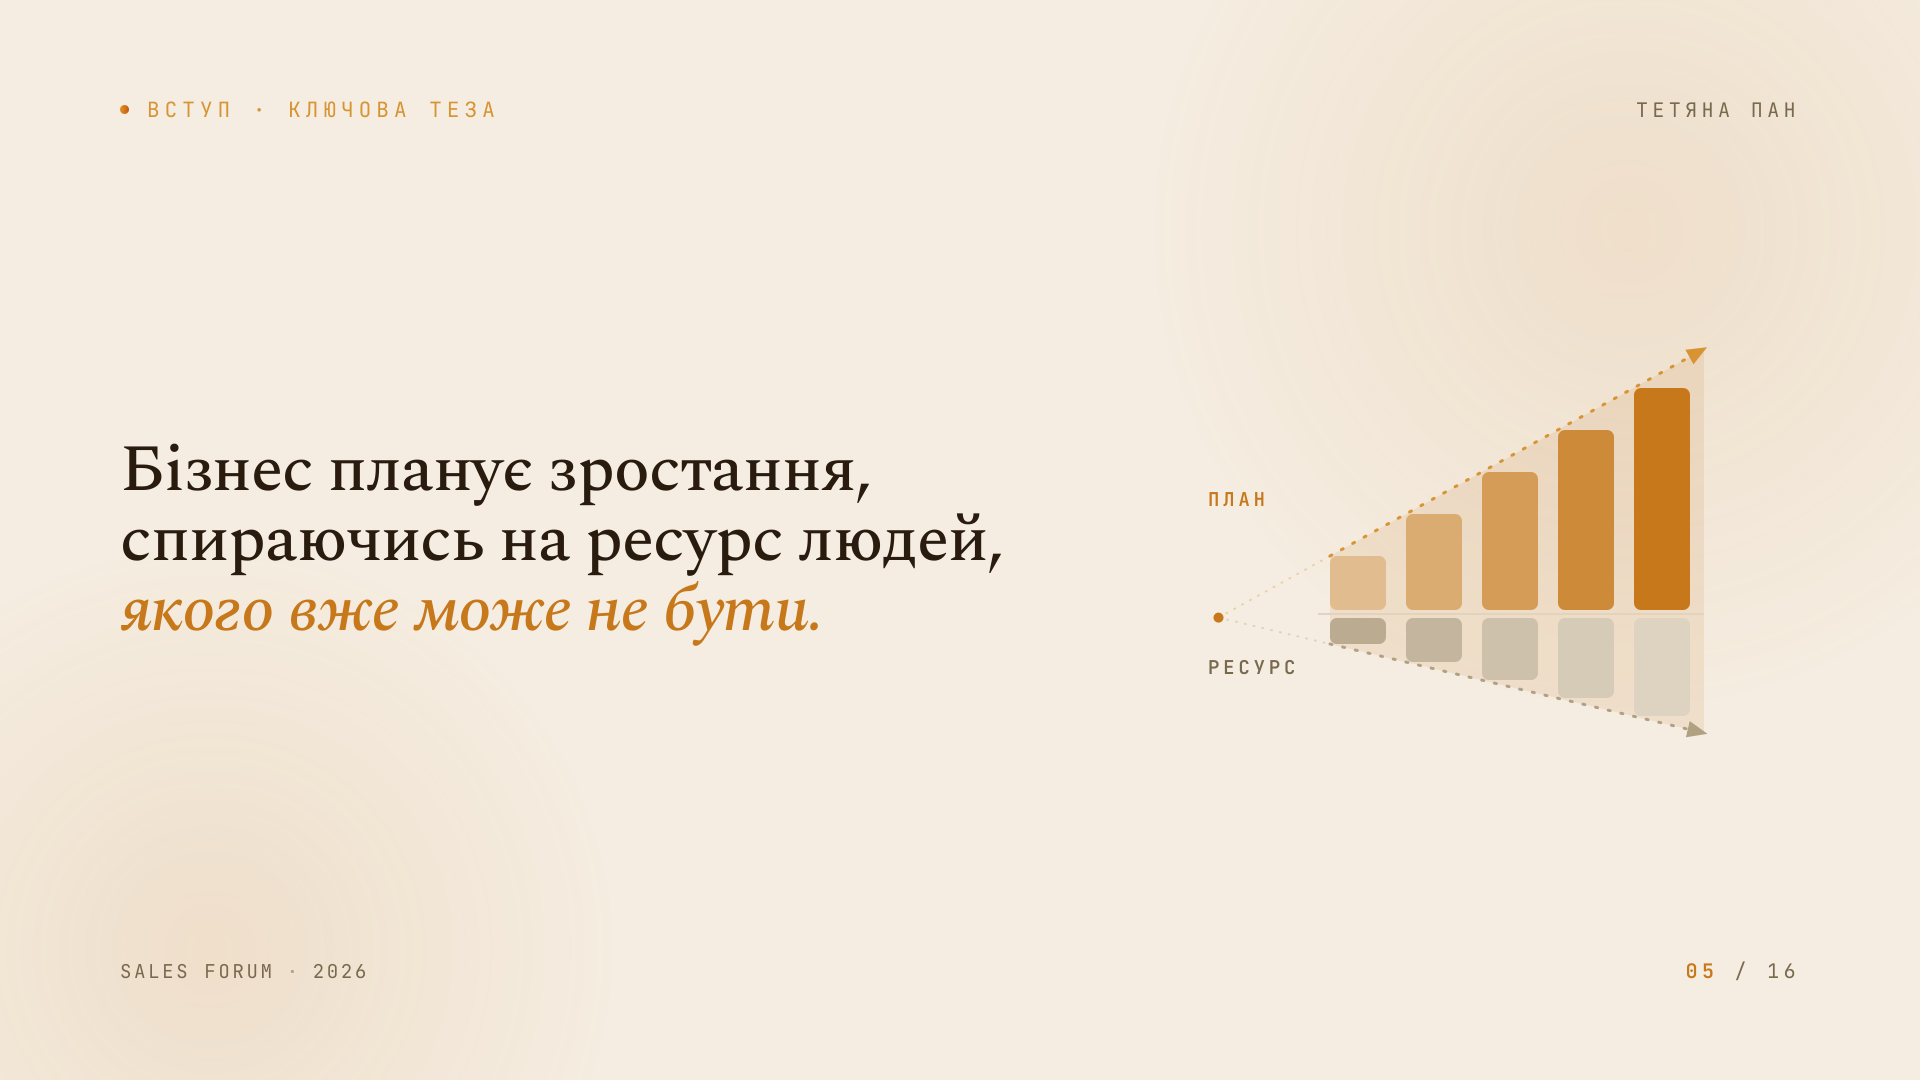 ВСТУП · КЛЮЧОВА ТЕЗА
ТЕТЯНА ПАН
Бізнес планує зростання,
спираючись на ресурс людей,
якого вже може не бути.
ПЛАН
РЕСУРС
SALES FORUM · 2026
05 / 16